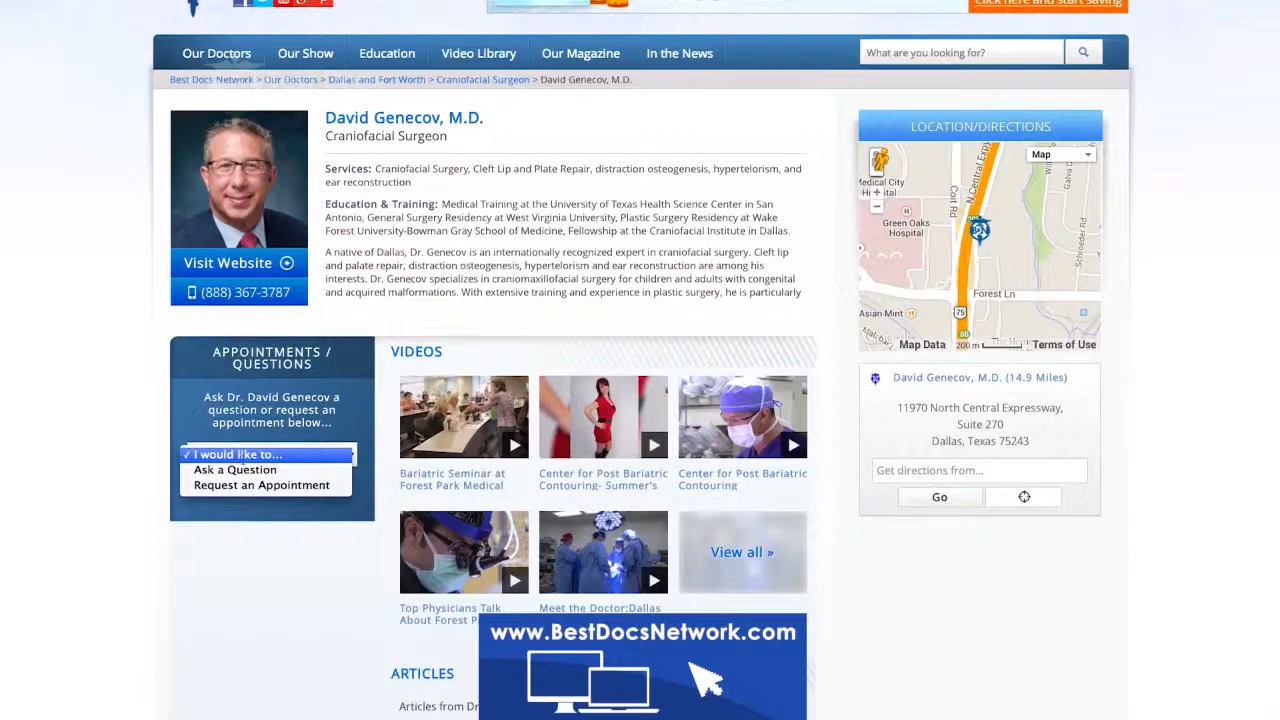 Click here and start saving
Our Doctors
Our Show
Education
Video Library
Our Magazine
In the News
What are you looking for?
Best Docs Network > Our Doctors > Dallas and Fort Worth > Craniofacial Surgeon > David Genecov, M.D.
David Genecov, M.D.
Craniofacial Surgeon
Services: Craniofacial Surgery, Cleft Lip and Plate Repair, distraction osteogenesis, hypertelorism, and
ear reconstruction
Education & Training: Medical Training at the University of Texas Health Science Center in San
Antonio, General Surgery Residency at West Virginia University, Plastic Surgery Residency at Wake
Forest University-Bowman Gray School of Medicine, Fellowship at the Craniofacial Institute in Dallas.
A native of Dallas, Dr. Genecov is an internationally recognized expert in craniofacial surgery. Cleft lip
and palate repair, distraction osteogenesis, hypertelorism and ear reconstruction are among his
interests. Dr. Genecov specializes in craniomaxillofacial surgery for children and adults with congenital
and acquired malformations. With extensive training and experience in plastic surgery, he is particularly
Visit Website
(888) 367-3787
APPOINTMENTS /
QUESTIONS
Ask Dr. David Genecov a
question or request an
appointment below...
✓ I would like to...
Ask a Question
Request an Appointment
VIDEOS
Bariatric Seminar at
Forest Park Medical
Center for Post Bariatric
Contouring- Summer's
Center for Post Bariatric
Contouring
Top Physicians Talk
About Forest P
Meet the Doctor:Dallas
View all »
ARTICLES
Articles from Dr
www.BestDocsNetwork.com
LOCATION/DIRECTIONS
Map
Medical City
Green Oaks
Hospital
Coit Rd
N Central Expy
Galva
Schroeder Rd
Forest Ln
Asian-Mint
75
Map Data
200 m
Terms of Use
David Genecov, M.D. (14.9 Miles)
11970 North Central Expressway,
Suite 270
Dallas, Texas 75243
Get directions from...
Go